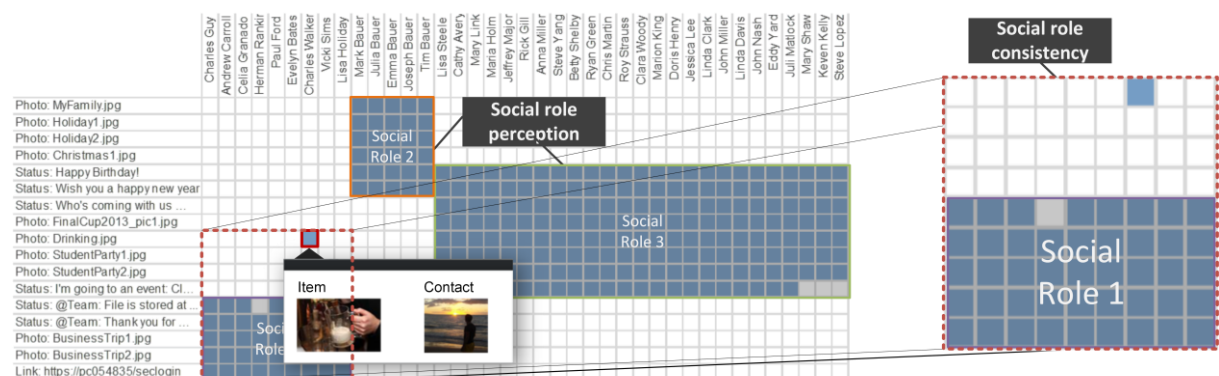 Charles Guy
Andrew Carroll
Celia Granado
Herman Rankir
Paul Ford
Evelyn Bates
Charles Walker
Vicki Sims
Lisa Holiday
Mark Bauer
Julia Bauer
Emma Bauer
Joseph Bauer
Tim Bauer
Lisa Steele
Cathy Avery
Mary Link
Maria Holm
Jeffrey Major
Rick Gill
Anna Miller
Steve Yang
Betty Shelby
Ryan Green
Chris Martin
Roy Strauss
Clara Woody
Marion King
Doris Henry
Jessica Lee
Linda Clark
John Miller
Linda Davis
John Nash
Eddy Yard
Juli Matlock
Mary Shaw
Keven Kelly
Steve Lopez
Social role
consistency
Photo: MyFamily.jpg
Photo: Holiday1.jpg
Photo: Holiday2.jpg
Photo: Christmas1.jpg
Status: Happy Birthday!
Status: Wish you a happy new year
Status: Who's coming with us ...
Photo: FinalCup2013_pic1.jpg
Photo: Drinking.jpg
Photo: StudentParty1.jpg
Photo: StudentParty2.jpg
Status: I'm going to an event: Cl...
Status: @Team: File is stored at ...
Status: @Team: Thank you for ...
Photo: BusinessTrip1.jpg
Photo: BusinessTrip2.jpg
Link: https://pc054835/seclogin
Social
Role 2
Social role
perception
Social
Role 3
Item
Contact
Soci
Role
Social
Role 1